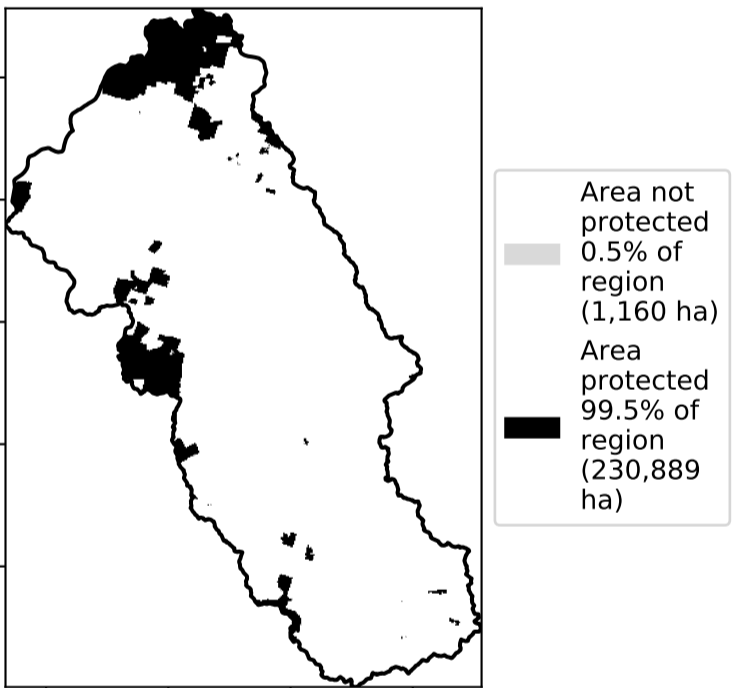 Area not
protected
0.5% of
region
(1,160 ha)
Area
protected
99.5% of
region
(230,889
ha)